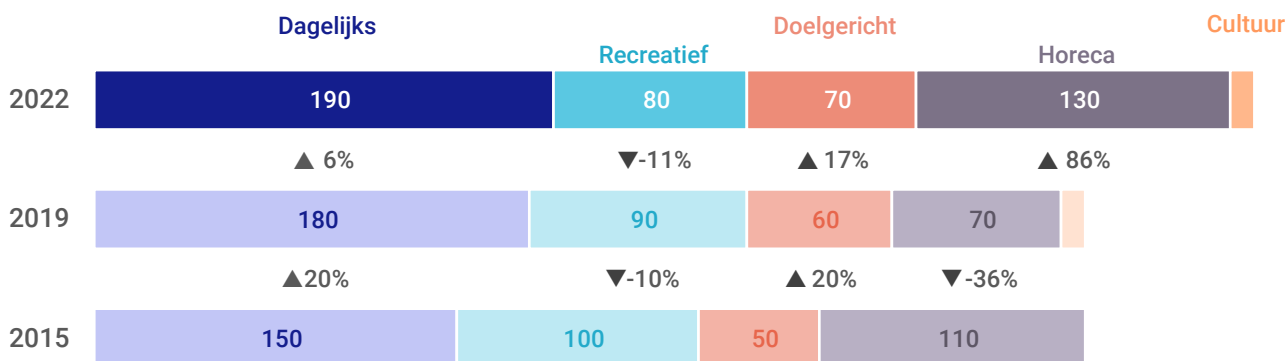 Dagelijks Doelgericht Cultuur
Recreatief Horeca
2022 190 80 70 130
▲ 6% ▼-11% ▲ 17% ▲ 86%
2019 180 90 60 70
▲20% ▼-10% ▲ 20% ▼-36%
2015 150 100 50 110